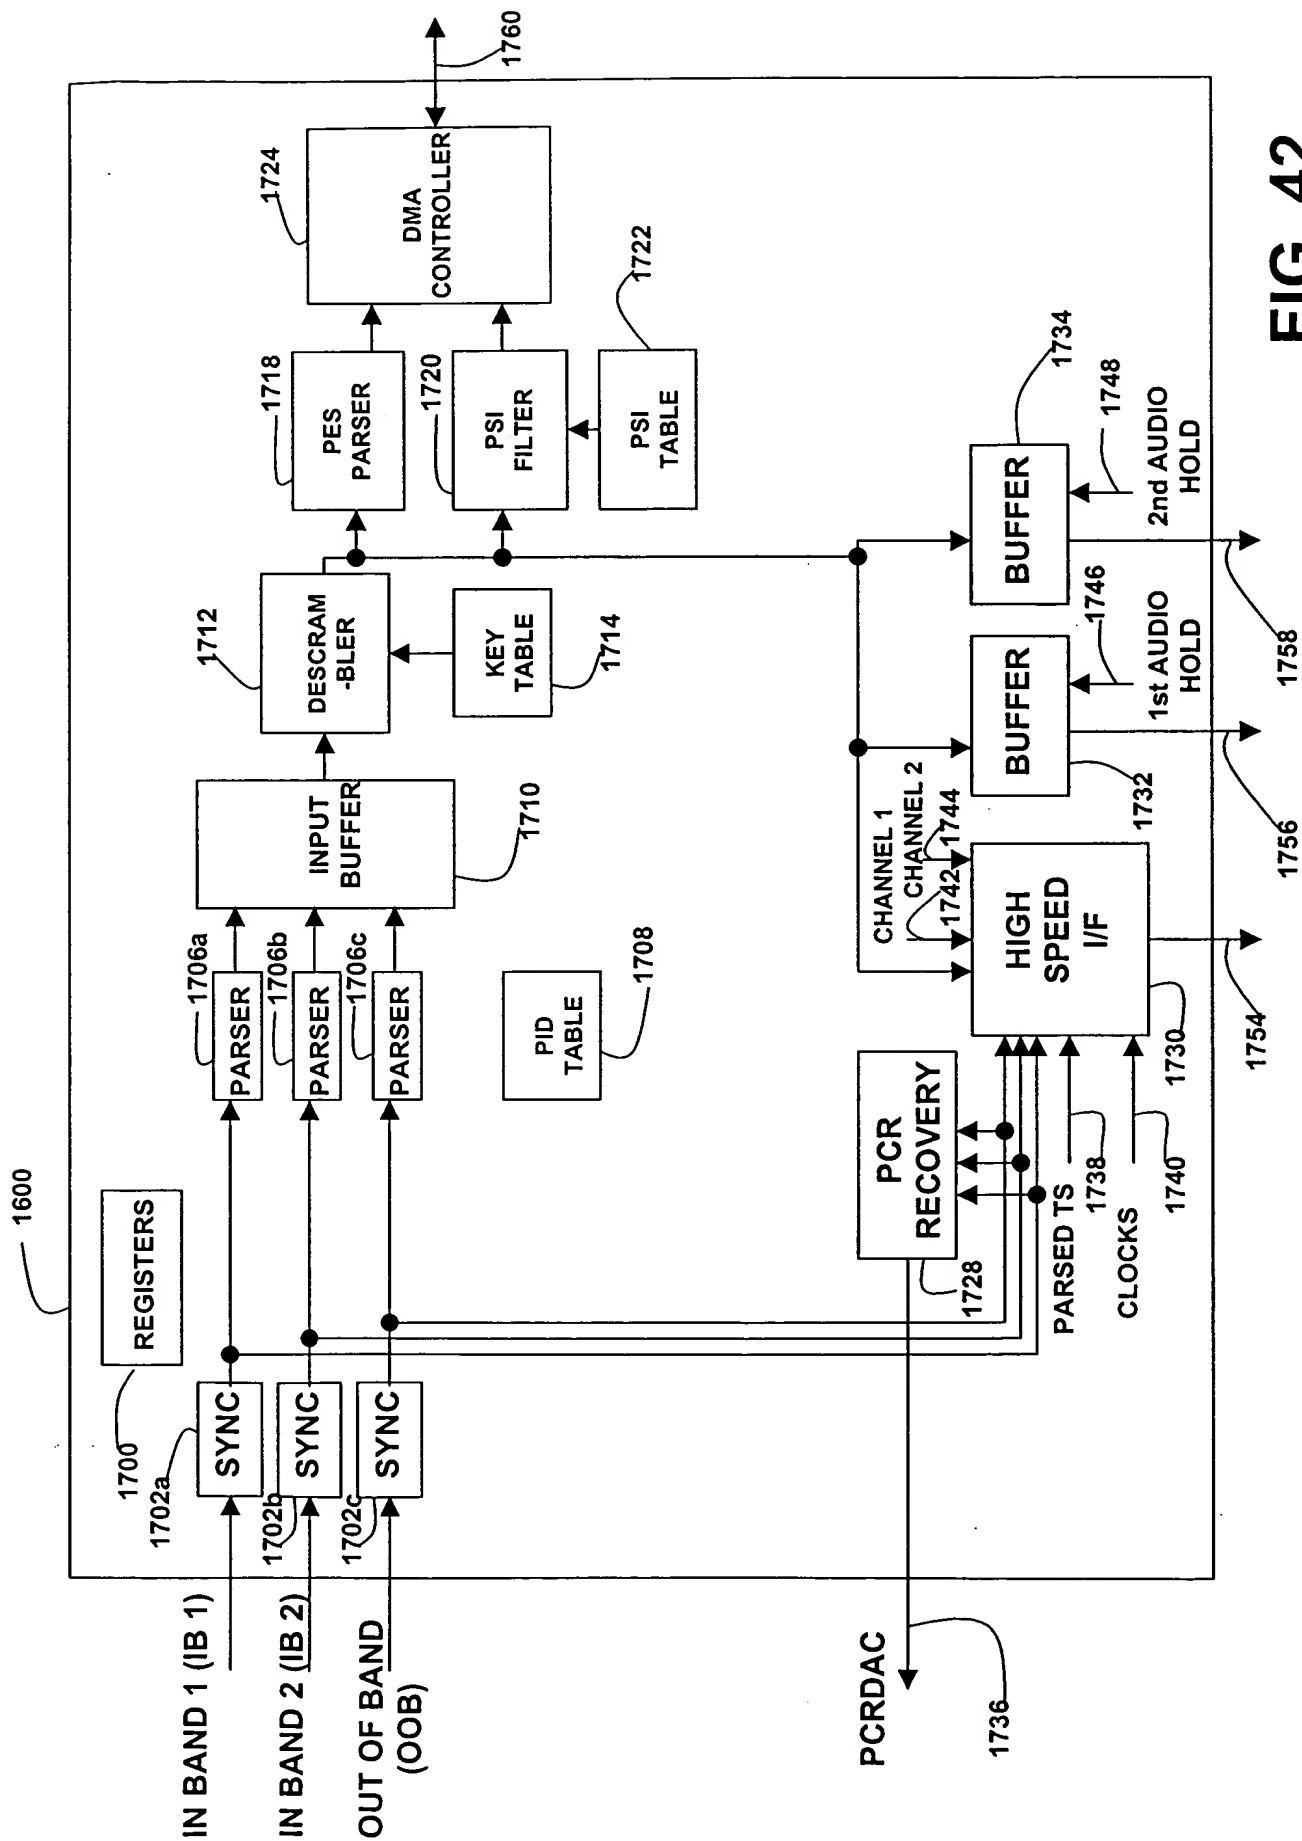 1600
1700
REGISTERS
1702a
SYNC
1702b
SYNC
1702c
SYNC
IN BAND 1 (IB 1)
IN BAND 2 (IB 2)
OUT OF BAND
(OOB)
1706a
PARSER
1706b
PARSER
1706c
PARSER
PID
TABLE
1708
INPUT
BUFFER
1710
1712
DESCRAM
-BLER
KEY
TABLE
1714
1718
PES
PARSER
1720
PSI
FILTER
PSI
TABLE
1722
1724
DMA
CONTROLLER
1760
PCRDAC
1736
PCR
RECOVERY
1728
PARSED TS
1738
CLOCKS
1740
CHANNEL 1
1742
CHANNEL 2
1744
HIGH
SPEED
I/F
1730
1754
BUFFER
1732
1746
1st AUDIO
HOLD
1756
BUFFER
1734
1748
2nd AUDIO
HOLD
1758
FIG. 42